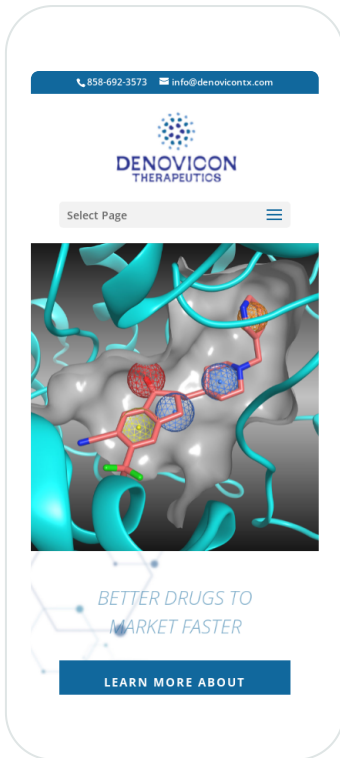 858-692-3573 info@denovicontx.com
DENOVICON
THERAPEUTICS
Select Page
BETTER DRUGS TO
MARKET FASTER
LEARN MORE ABOUT